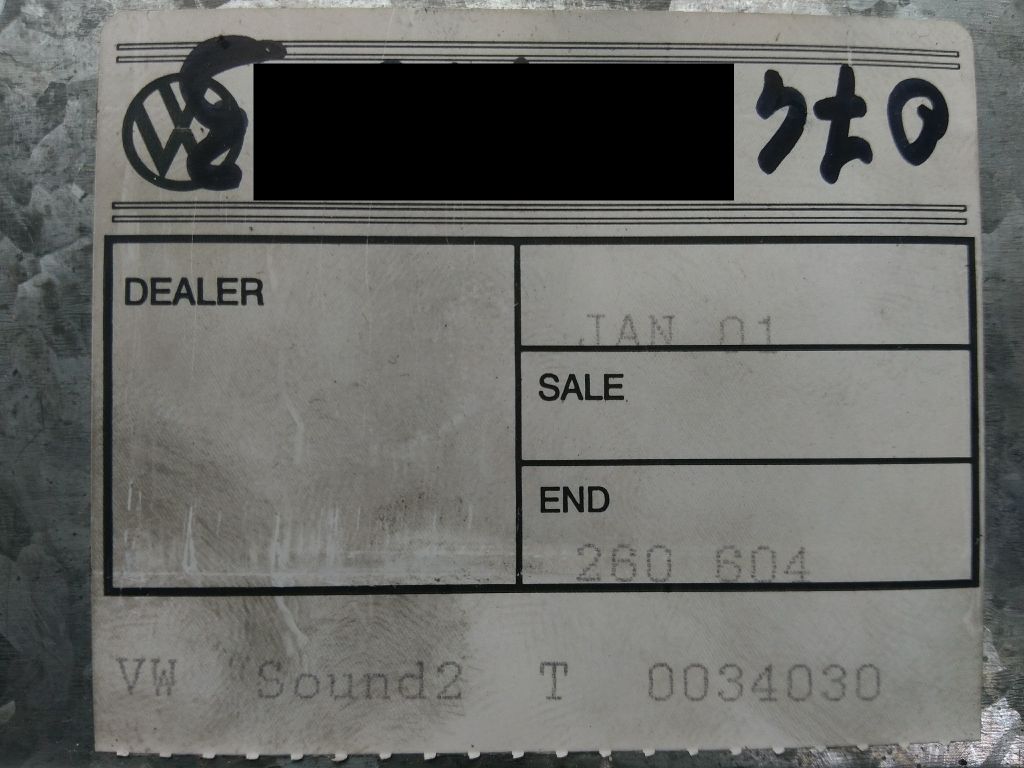 DEALER
JAN 01
SALE
END
260 604
VW Sound2 T 0034030